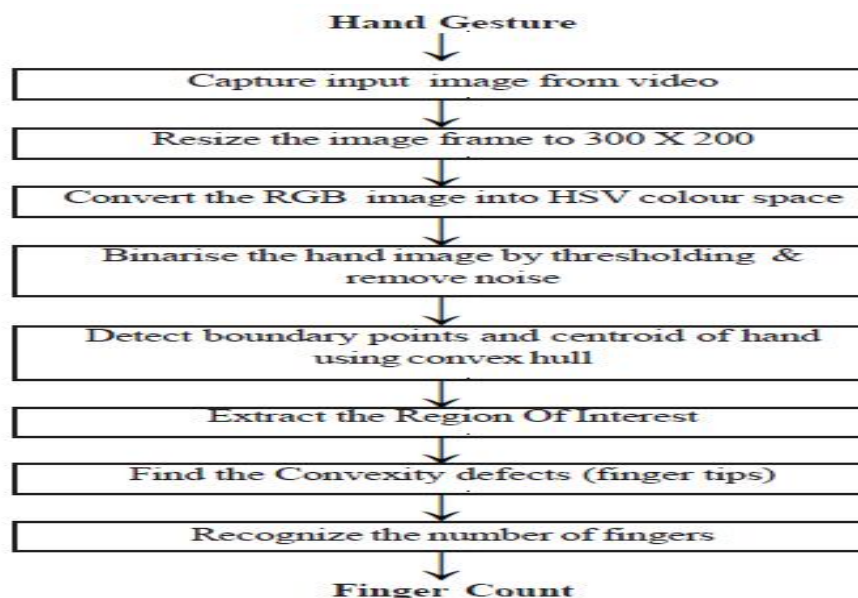 Hand Gesture
Capture input image from video
Resize the image frame to 300 X 200
Convert the RGB image into HSV colour space
Binarise the hand image by thresholding &
remove noise
Detect boundary points and centroid of hand
using convex hull
Extract the Region Of Interest
Find the Convexity defects (finger tips)
Recognize the number of fingers
Finger Count